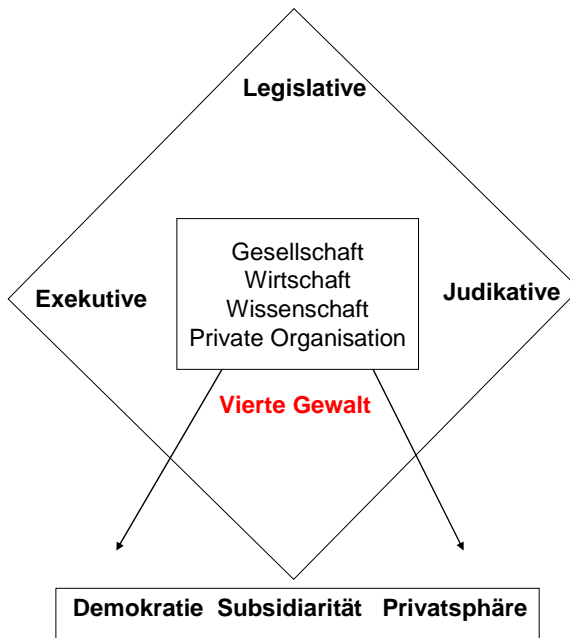 Legislative
Gesellschaft
Wirtschaft
Wissenschaft
Private Organisation
Exekutive
Judikative
Vierte Gewalt
Demokratie Subsidiarität Privatsphäre